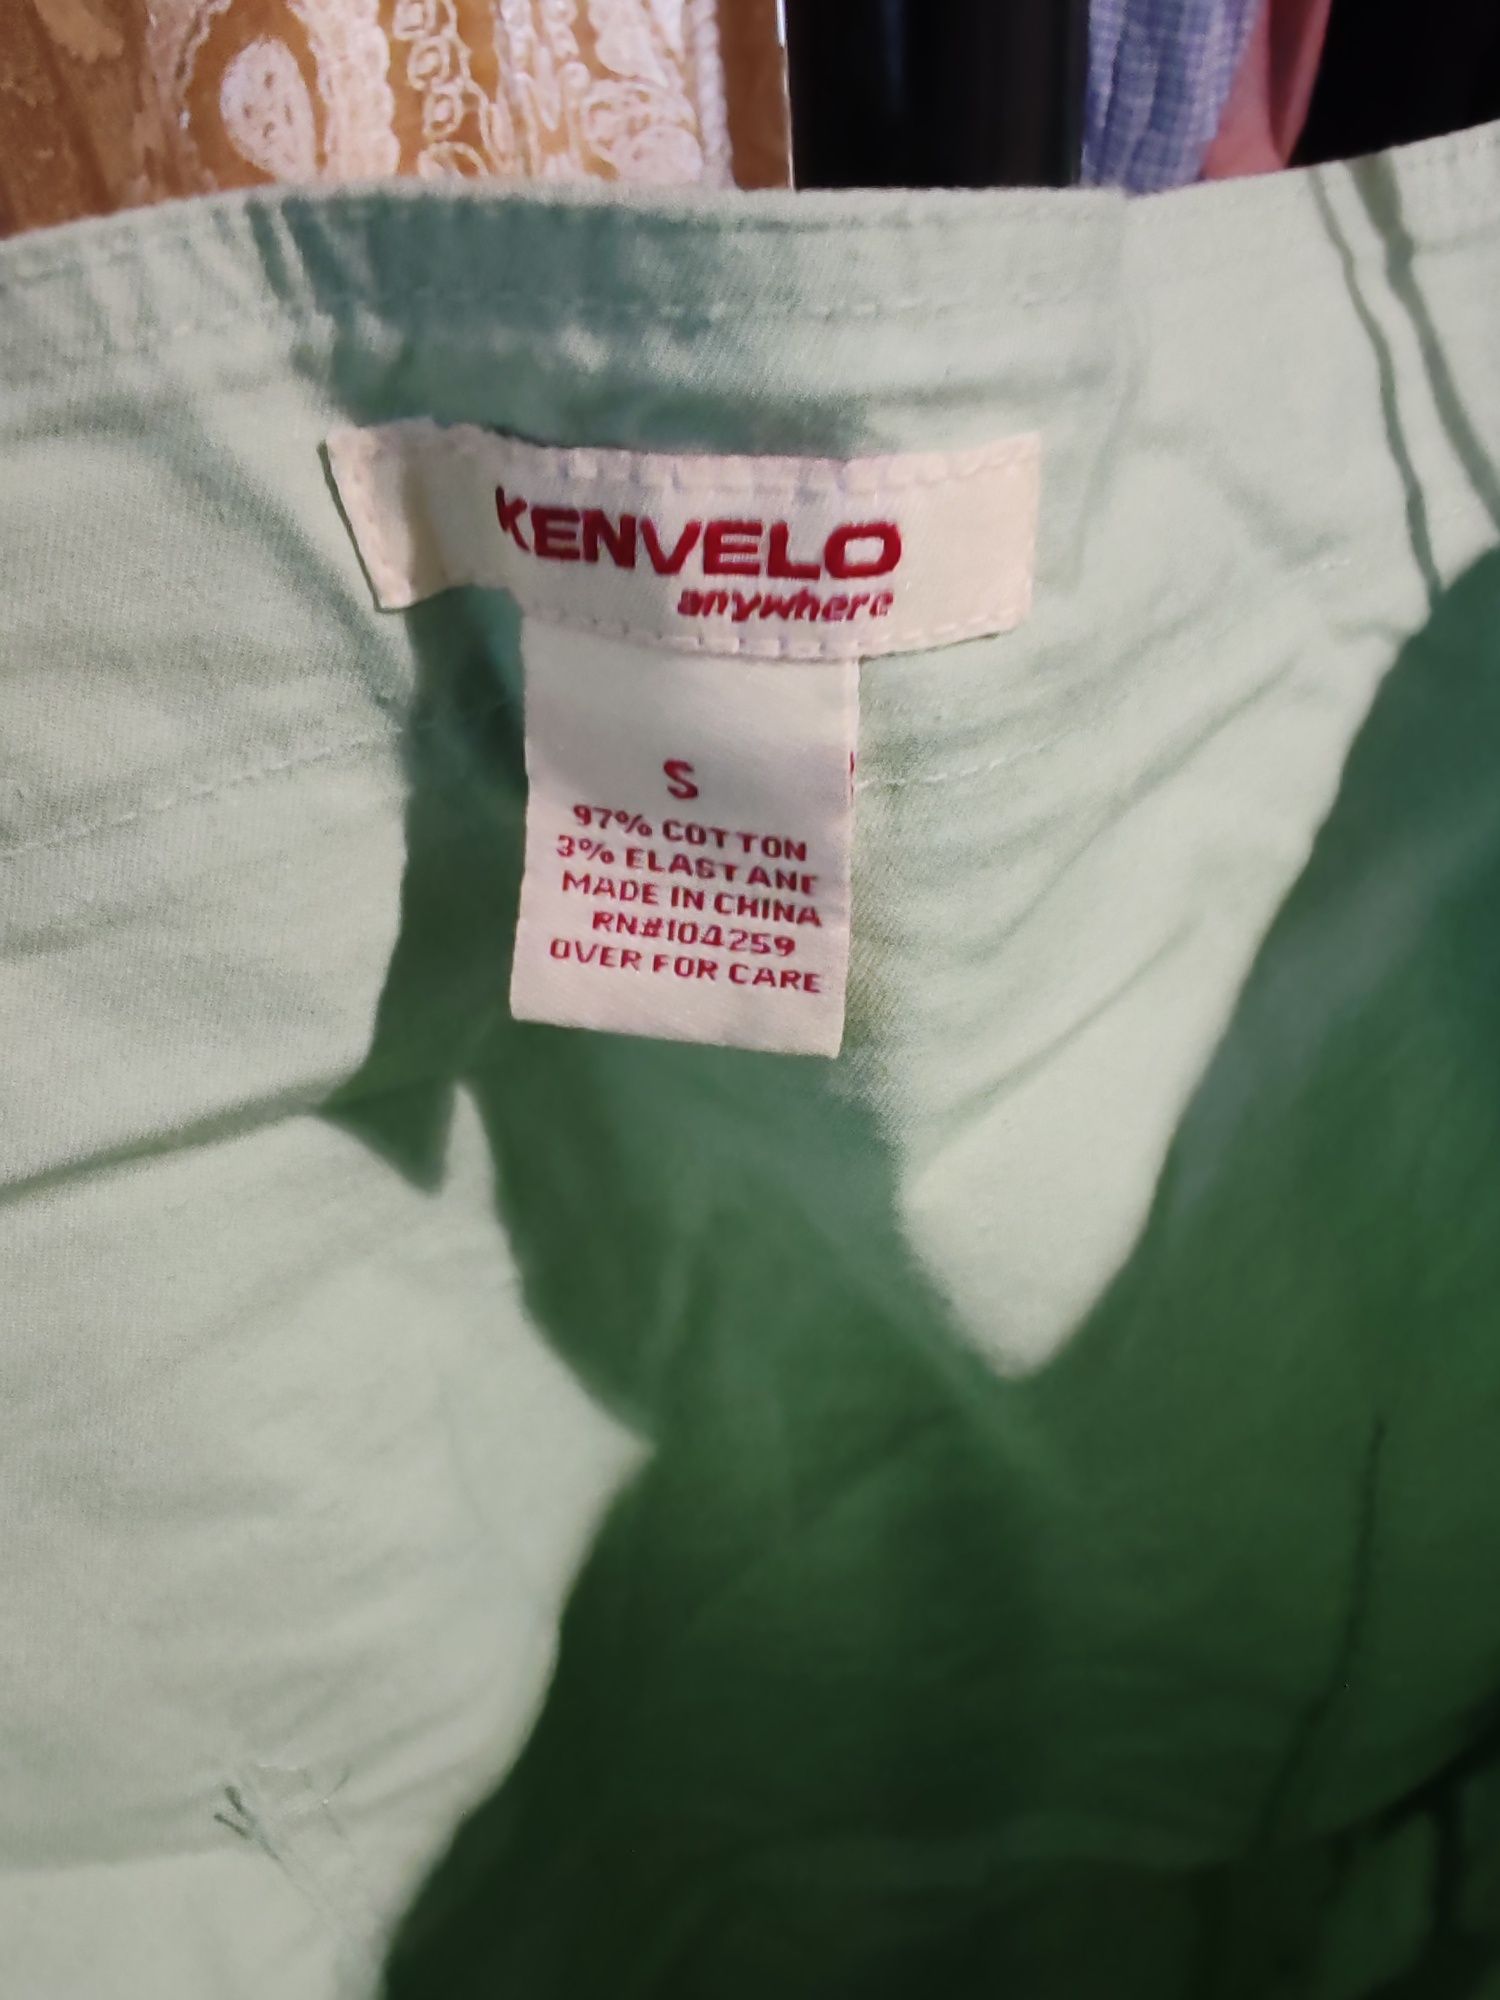 KENVELO
anywhere
S
97% COTTON
3% ELASTANE
MADE IN CHINA
RN#104259
OVER FOR CARE